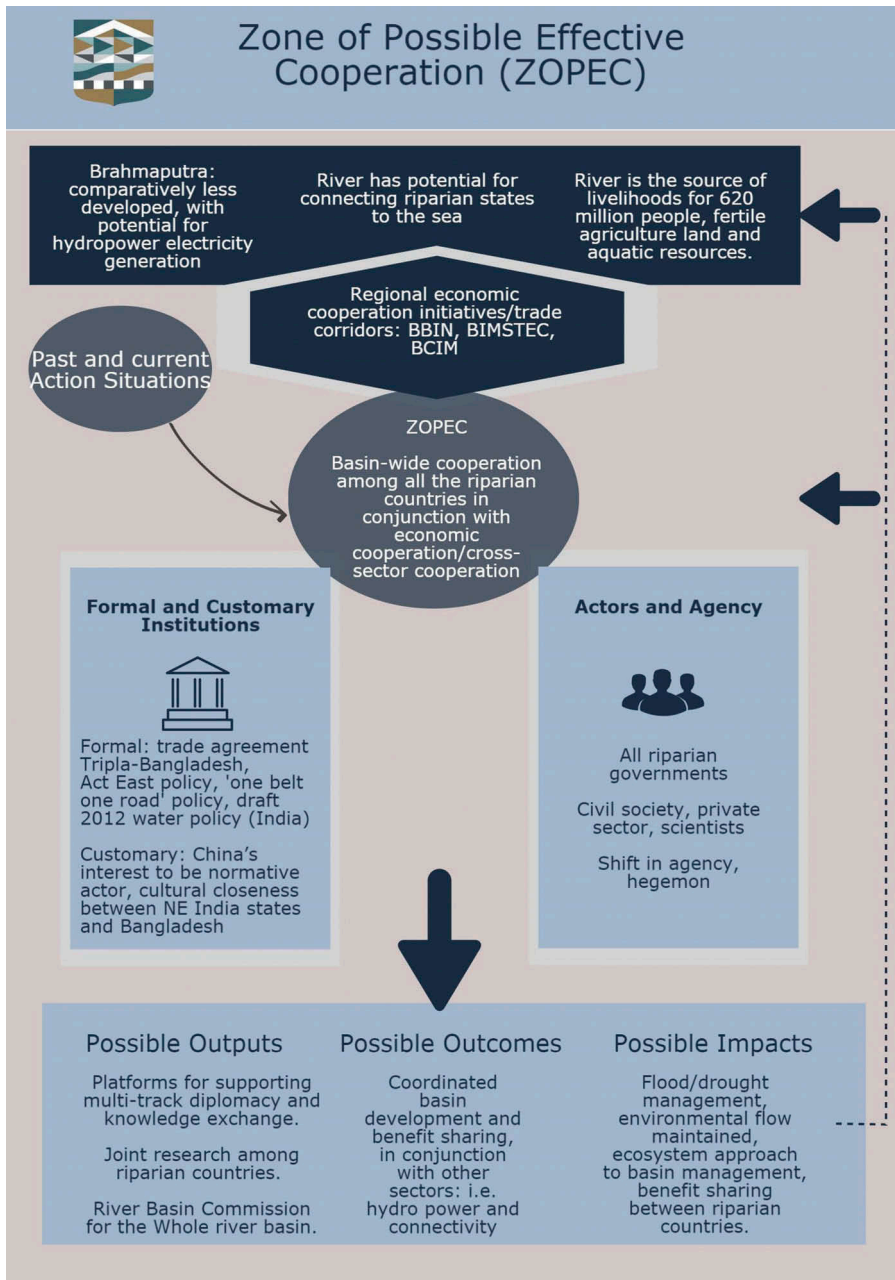 Zone of Possible Effective
Cooperation (ZOPEC)
Brahmaputra:
comparatively less
developed, with
potential for
hydropower electricity
generation
River has potential for
connecting riparian states
to the sea
River is the source of
livelihoods for 620
million people, fertile
agriculture land and
aquatic resources.
Regional economic
cooperation initiatives/trade
corridors: BBIN, BIMSTEC,
BCIM
Past and current
Action Situations
ZOPEC
Basin-wide cooperation
among all the riparian
countries in
conjunction with
economic
cooperation/cross-
sector cooperation
Formal and Customary
Institutions
Formal: trade agreement
Tripla-Bangladesh,
Act East policy, 'one belt
one road' policy, draft
2012 water policy (India)
Customary: China’s
interest to be normative
actor, cultural closeness
between NE India states
and Bangladesh
Actors and Agency
All riparian
governments
Civil society, private
sector, scientists
Shift in agency,
hegemon
Possible Outputs
Platforms for supporting
multi-track diplomacy and
knowledge exchange.
Joint research among
riparian countries.
River Basin Commission
for the Whole river basin.
Possible Outcomes
Coordinated
basin
development and
benefit sharing,
in conjunction
with other
sectors: i.e.
hydro power and
connectivity
Possible Impacts
Flood/drought
management,
environmental flow
maintained,
ecosystem approach
to basin management,
benefit sharing
between riparian
countries.